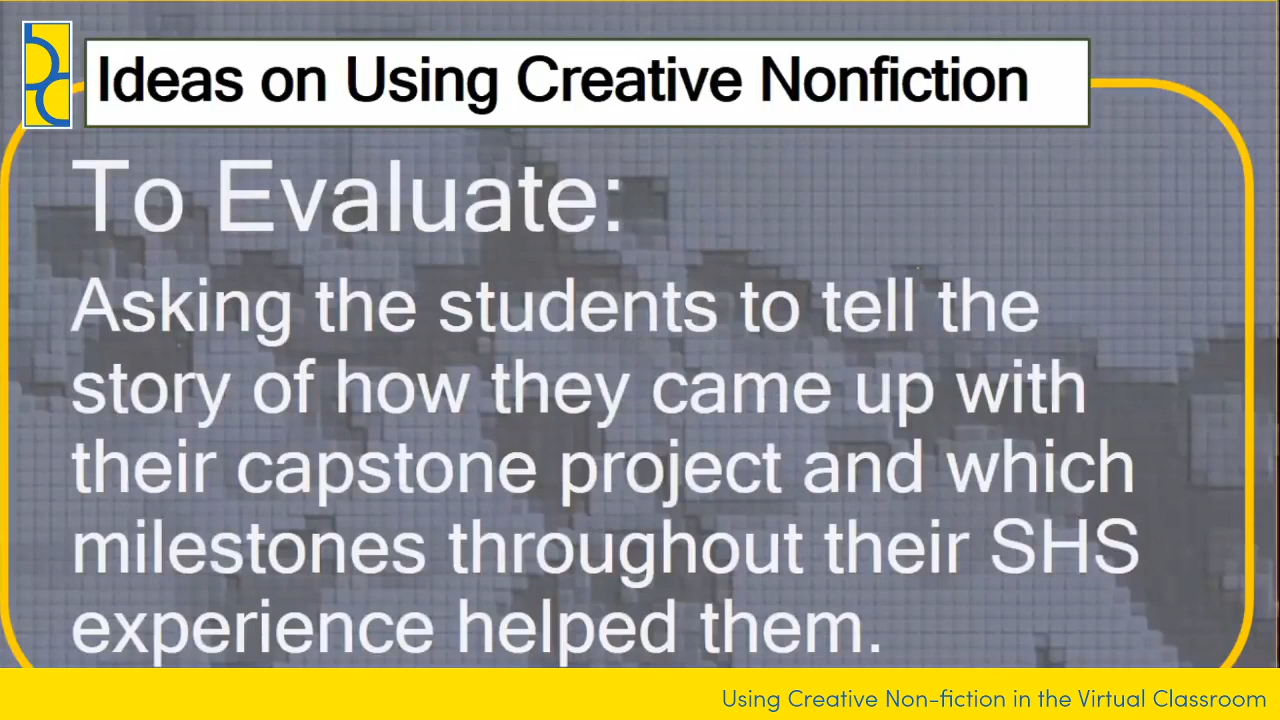 Ideas on Using Creative Nonfiction
To Evaluate:
Asking the students to tell the
story of how they came up with
their capstone project and which
milestones throughout their SHS
experience helped them.
Using Creative Non-fiction in the Virtual Classroom